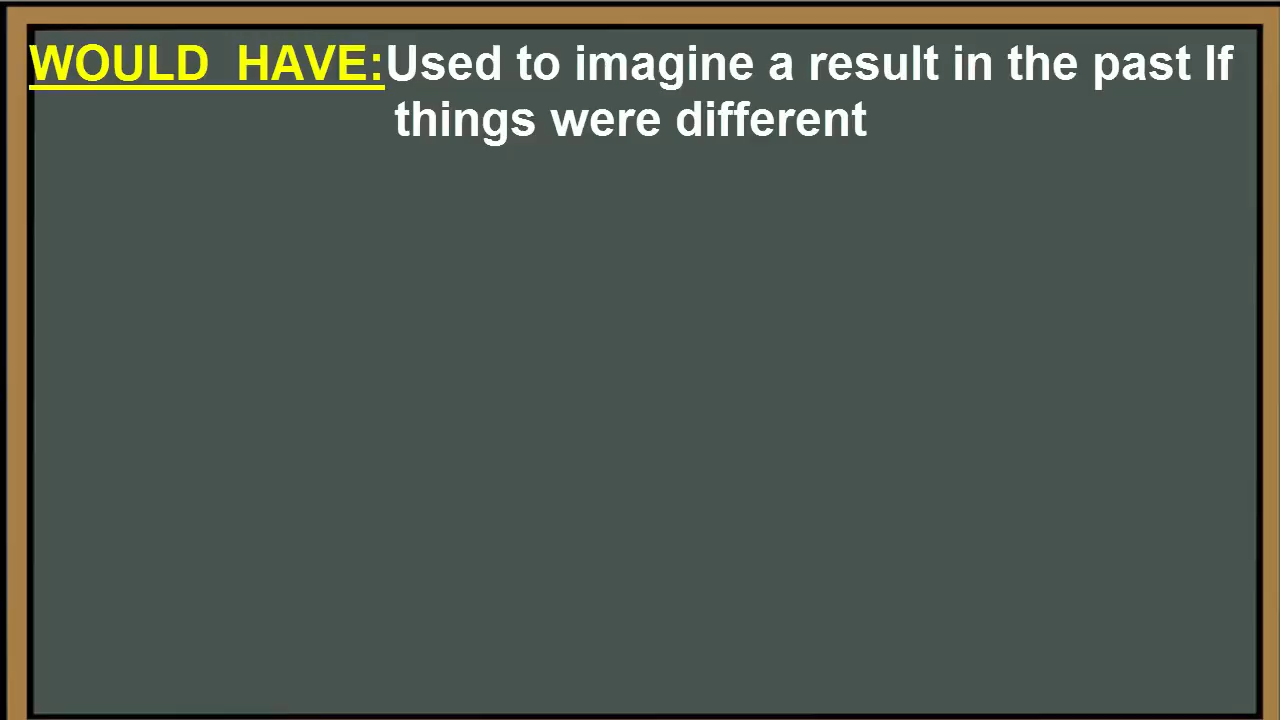 WOULD HAVE:Used to imagine a result in the past If
things were different